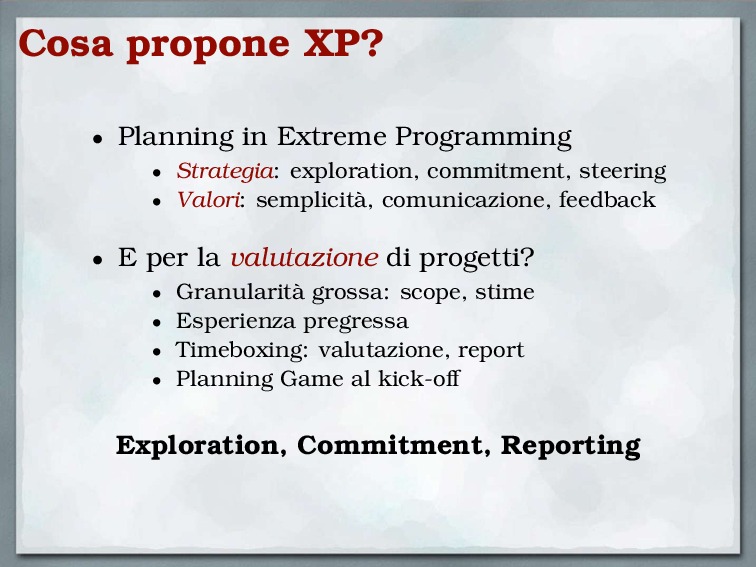 Cosa propone XP?
• Planning in Extreme Programming
• Strategia: exploration, commitment, steering
• Valori: semplicità, comunicazione, feedback
• E per la valutazione di progetti?
• Granularità grossa: scope, stime
• Esperienza pregressa
• Timeboxing: valutazione, report
• Planning Game al kick-off
Exploration, Commitment, Reporting